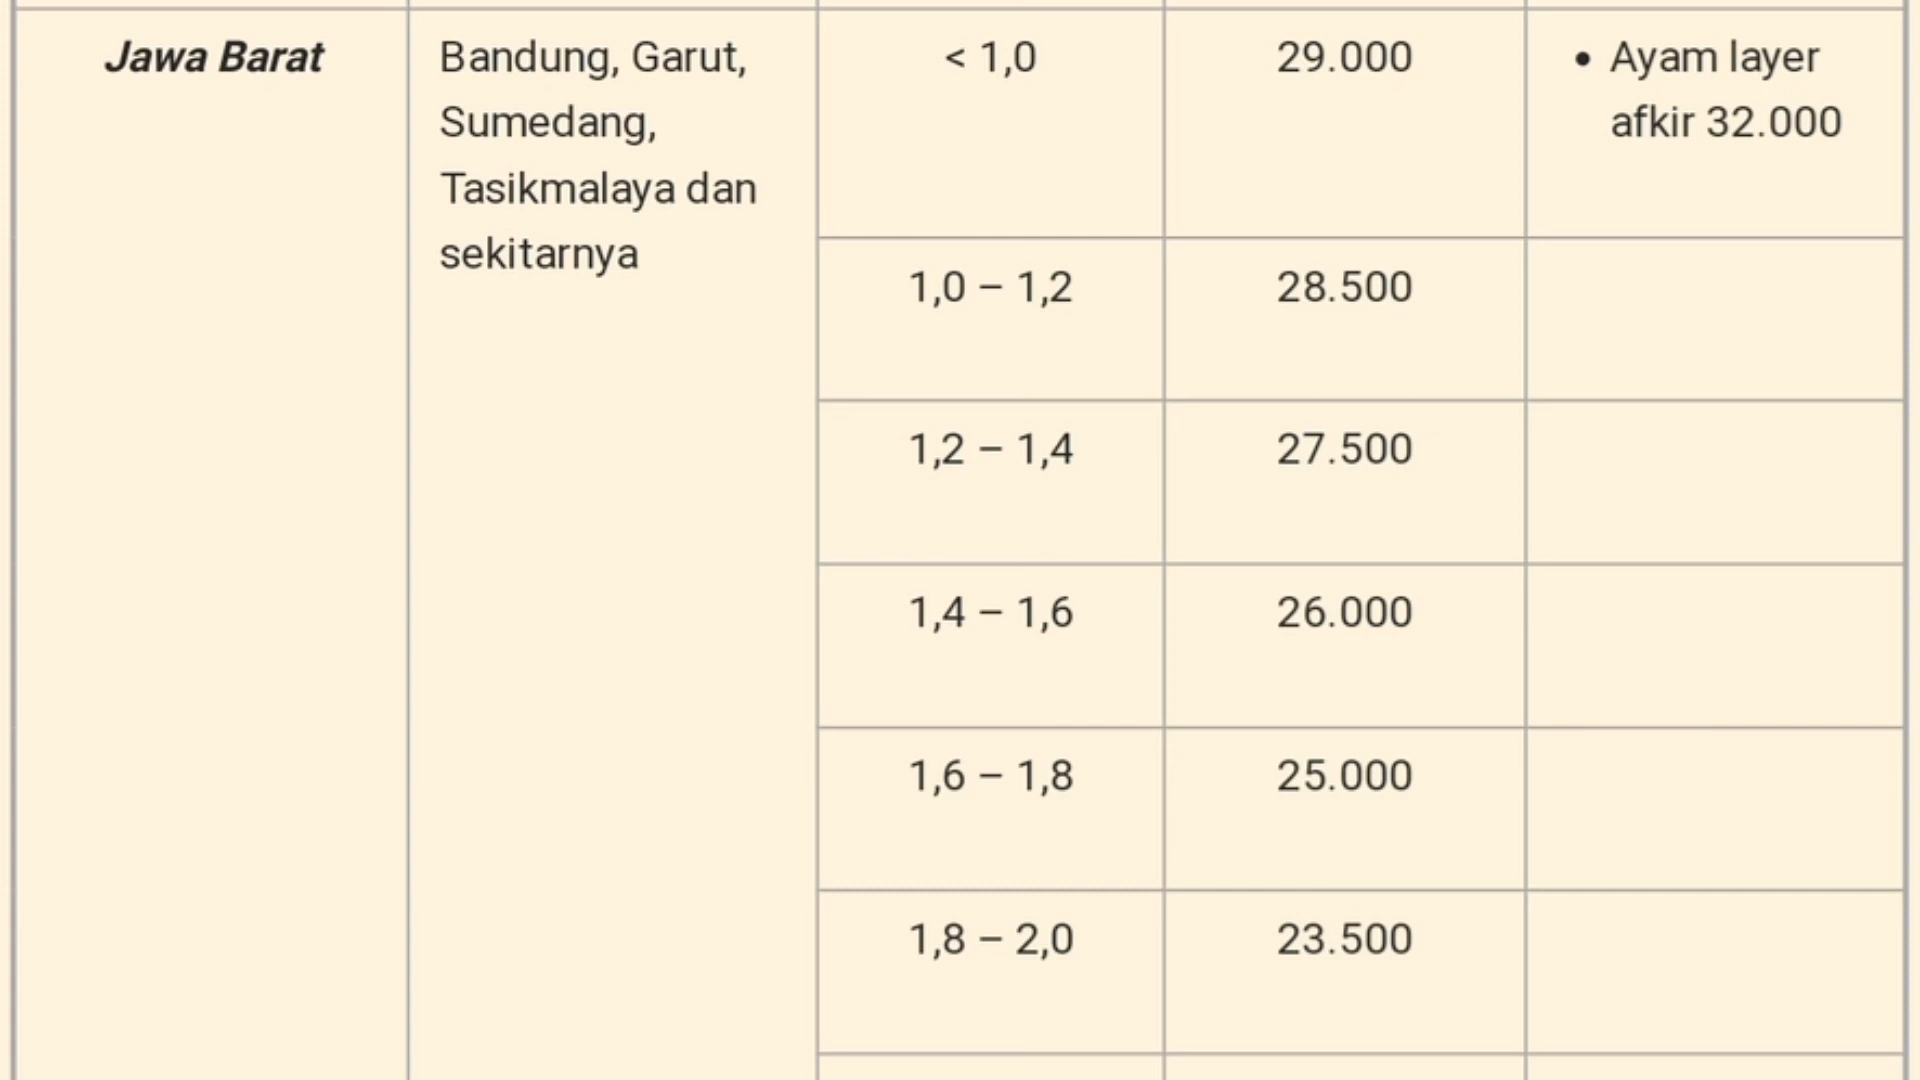 Jawa Barat
Bandung, Garut,
Sumedang,
Tasikmalaya dan
sekitarnya
< 1,0
29.000
• Ayam layer
afkir 32.000
1,0 – 1,2
28.500
1,2 – 1,4
27.500
1,4 – 1,6
26.000
1,6 – 1,8
25.000
1,8 – 2,0
23.500